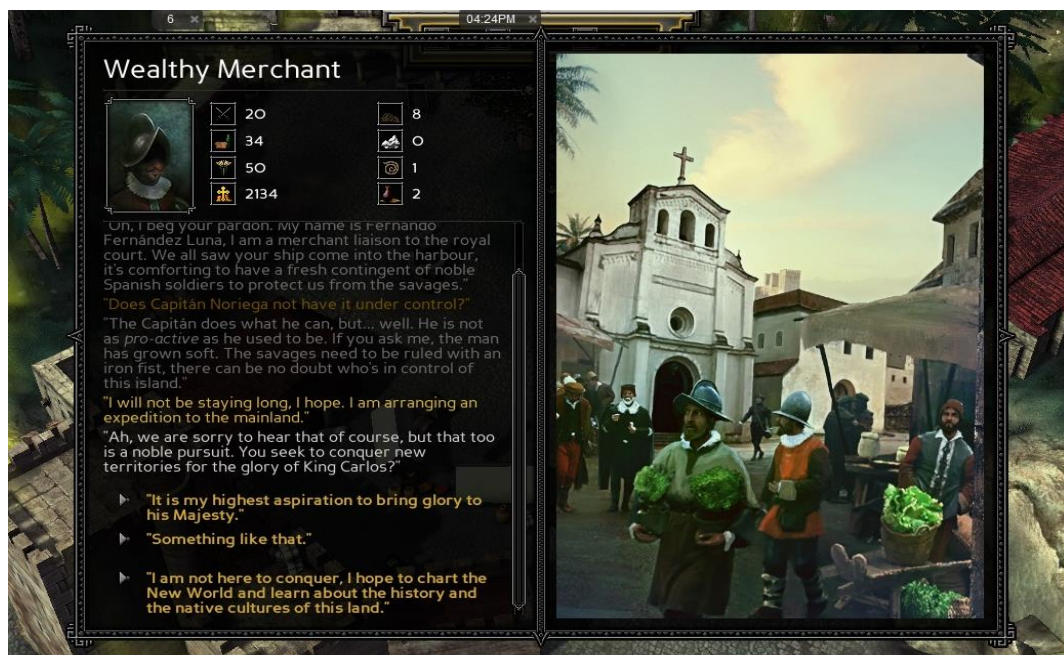 6
04:24PM
Wealthy Merchant
20
8
34
0
50
1
2134
2
"Oh, I beg your pardon. My name is Fernando
Fernández Luna, I am a merchant liaison to the royal
court. We all saw your ship come into the harbour,
it's comforting to have a fresh contingent of noble
Spanish soldiers to protect us from the savages."
"Does Capitán Noriega not have it under control?"
"The Capitán does what he can, but... well. He is not
as pro-active as he used to be. If you ask me, the man
has grown soft. The savages need to be ruled with an
iron fist, there can be no doubt who's in control of
this island."
"I will not be staying long, I hope. I am arranging an
expedition to the mainland."
"Ah, we are sorry to hear that of course, but that too
is a noble pursuit. You seek to conquer new
territories for the glory of King Carlos?"
"It is my highest aspiration to bring glory to
his Majesty."
"Something like that."
"I am not here to conquer, I hope to chart the
New World and learn about the history and
the native cultures of this land."